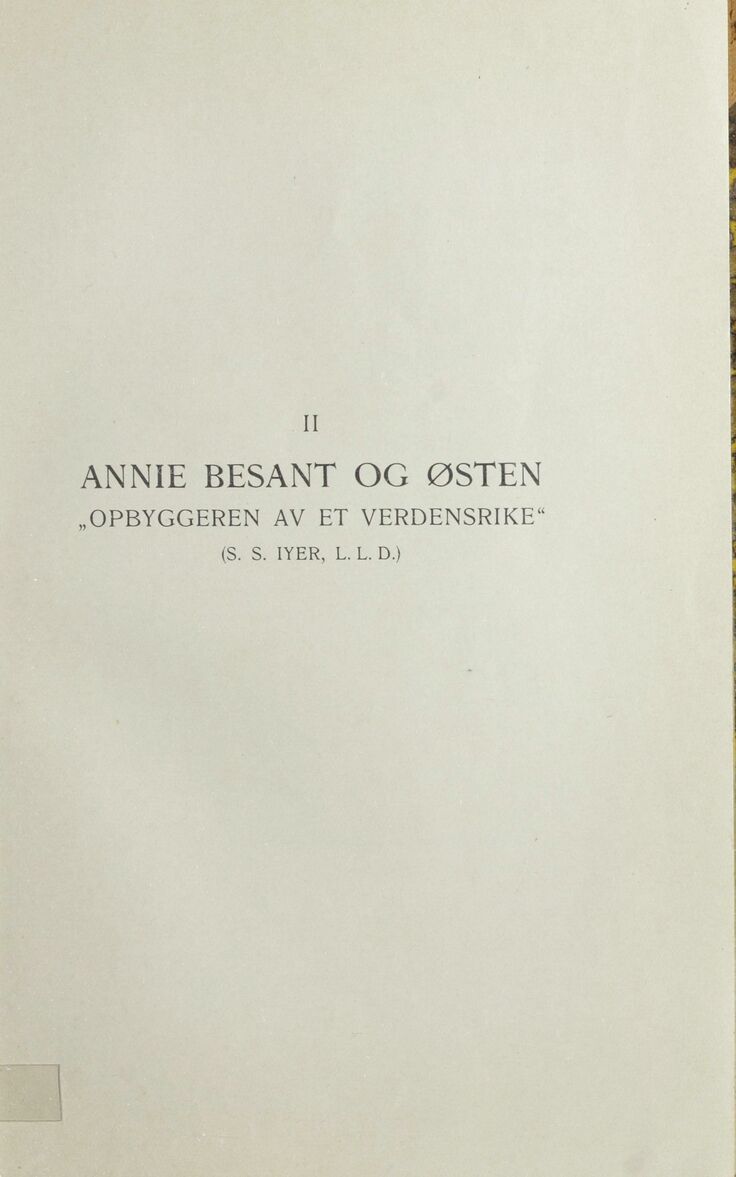 II
ANNIE BESANT OG ØSTEN
„OPBYGGEREN AV ET VERDENSRIKE“
(S. S. IYER, L. L. D.)